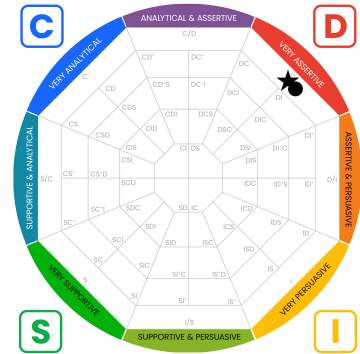 C
D
ANALYTICAL & ASSERTIVE
VERY ANALYTICAL
VERY ASSERTIVE
C/D
CD'
DC'
C
DC
CD
CD'S
DC'I
DCI
DI
CDS
CDI
DCS
DIC
CS
CID
DSC
DI'
CSD
CIS
CI
DS
DSI
DI'C
CSI
DIS
SUPPORTIVE & ANALYTICAL
ASSERTIVE & PERSUASIVE
S/C
CS'
CS'D
SCD
IDC
ID'S
ID'
D/I
SC'
SC'I
SDC
SD
IC
ICD
IDS
ID
SCI
SDI
ICS
SC
SID
ISC
ISD
SIC
SI'C
IS'D
IS
S
SI
SI'
IS'
I
VERY SUPPORTIVE
VERY PERSUASIVE
I/S
SUPPORTIVE & PERSUASIVE
S
I